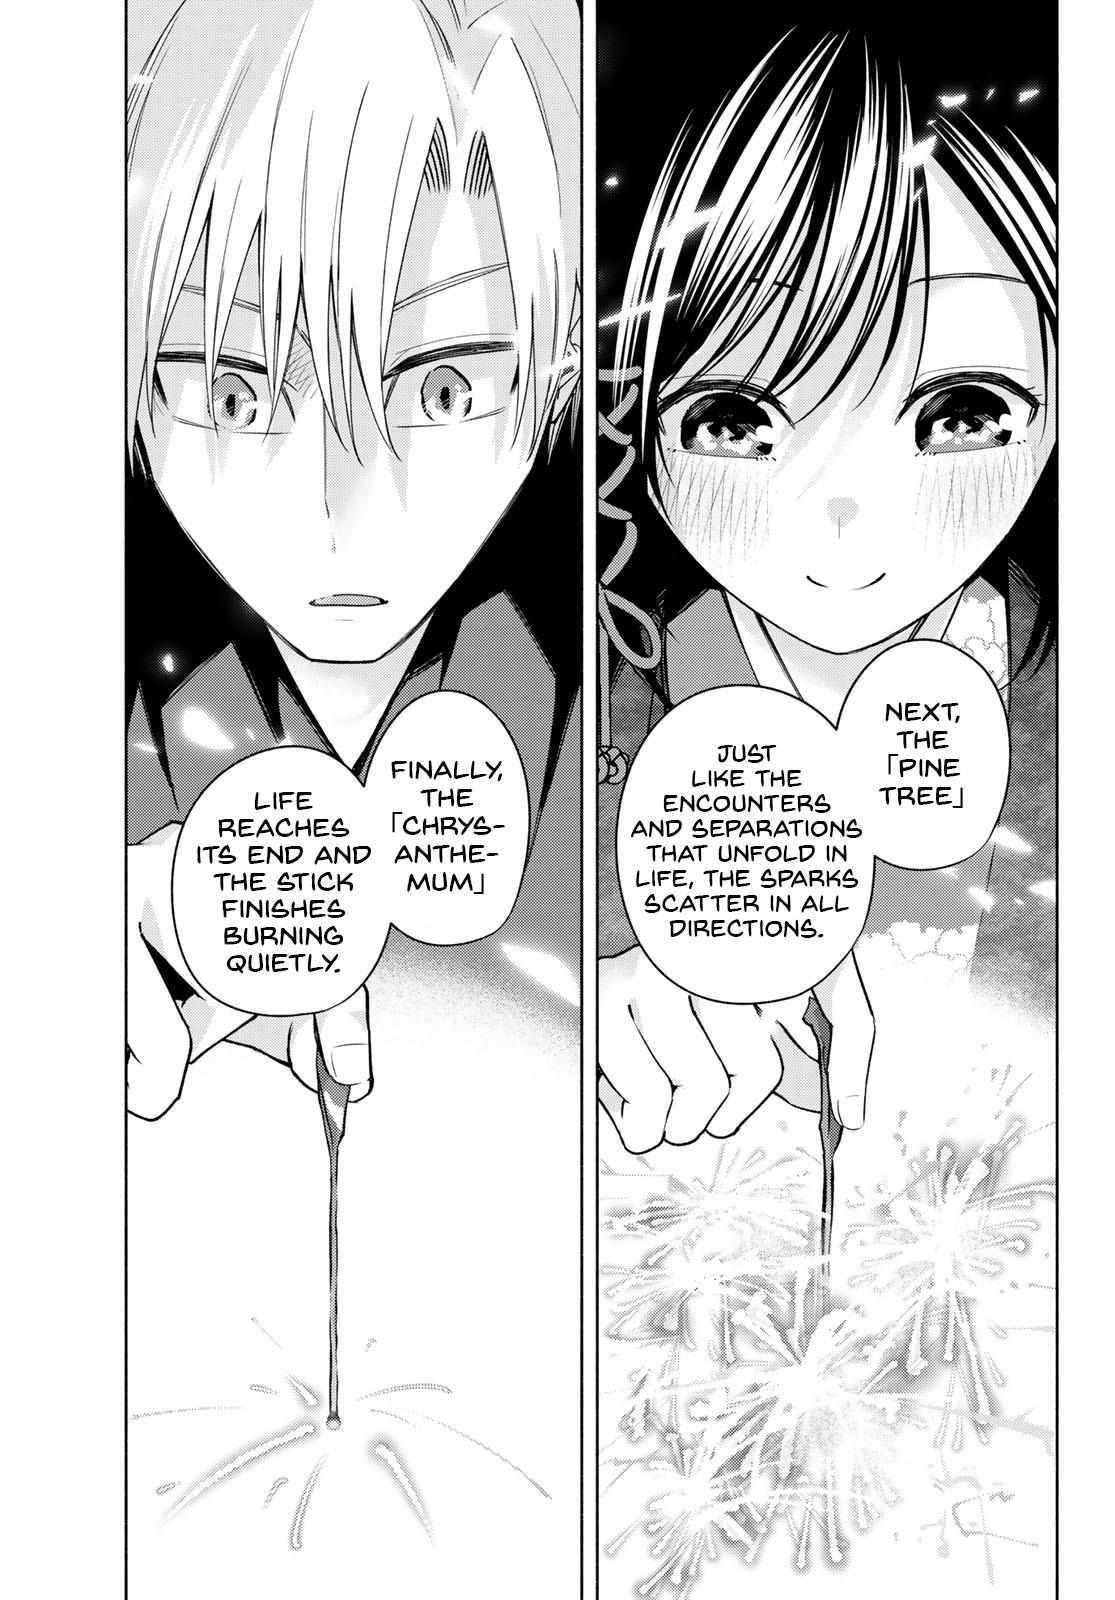 NEXT,
THE
「PINE
TREE」
JUST
LIKE THE
ENCOUNTERS
AND SEPARATIONS
THAT UNFOLD IN
LIFE, THE SPARKS
SCATTER IN ALL
DIRECTIONS.
FINALLY,
THE
「CHRYS-
ANTHE-
MUM」
LIFE
REACHES
ITS END AND
THE STICK
FINISHES
BURNING
QUIETLY.